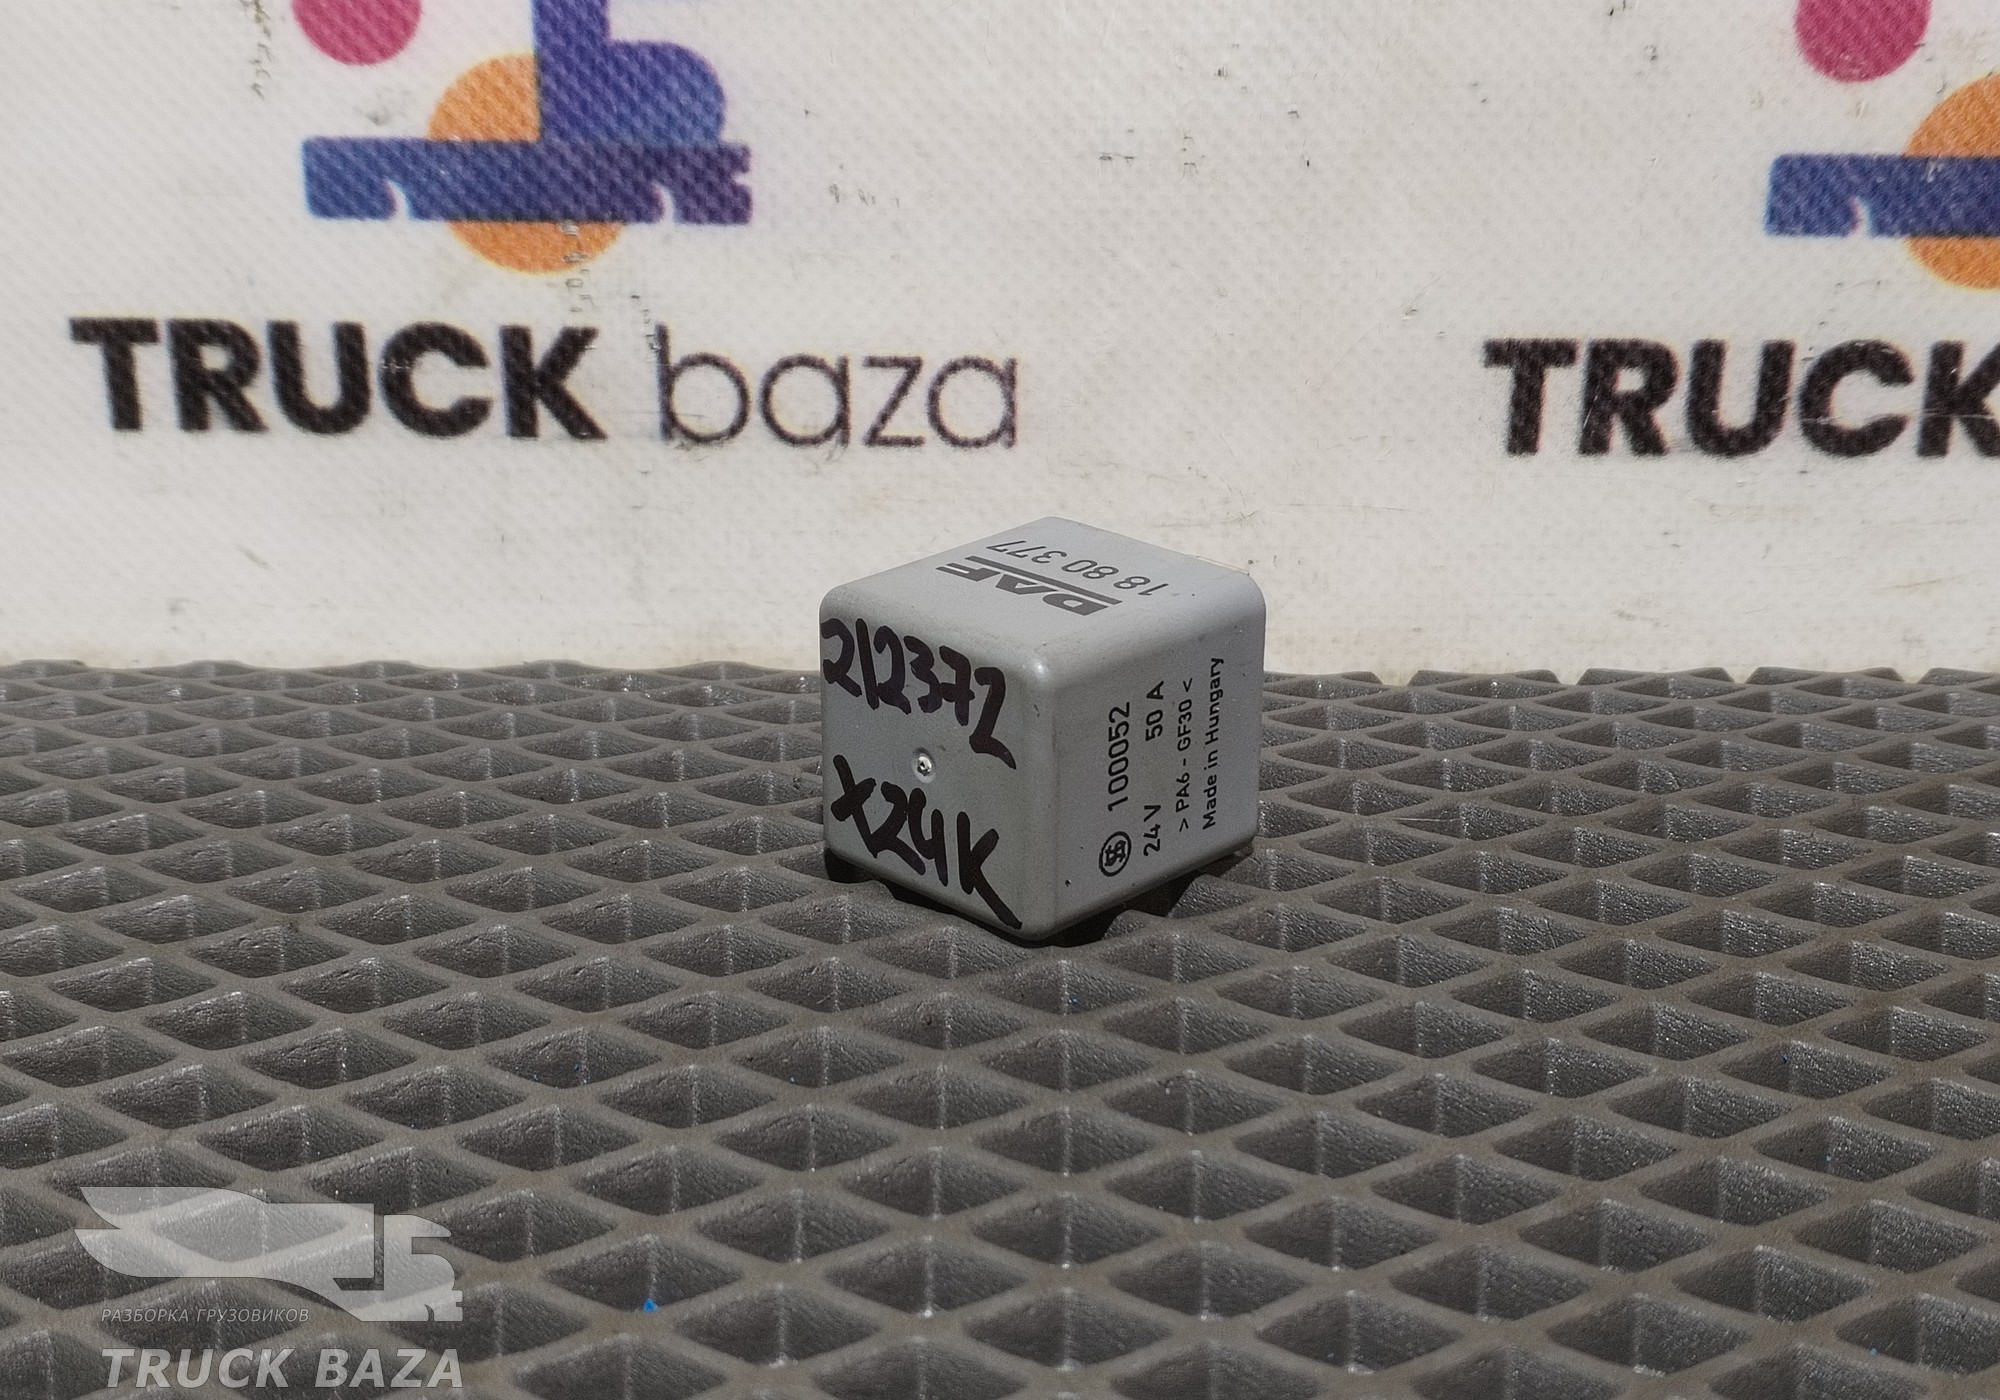 TRUCK baza
TRUCK
DAF
18 80 377
212372
X24K
100052
24 V 50 A
> PA6 - GF30 <
Made in Hungary
РАЗБОРКА ГРУЗОВИКОВ
TRUCK BAZA